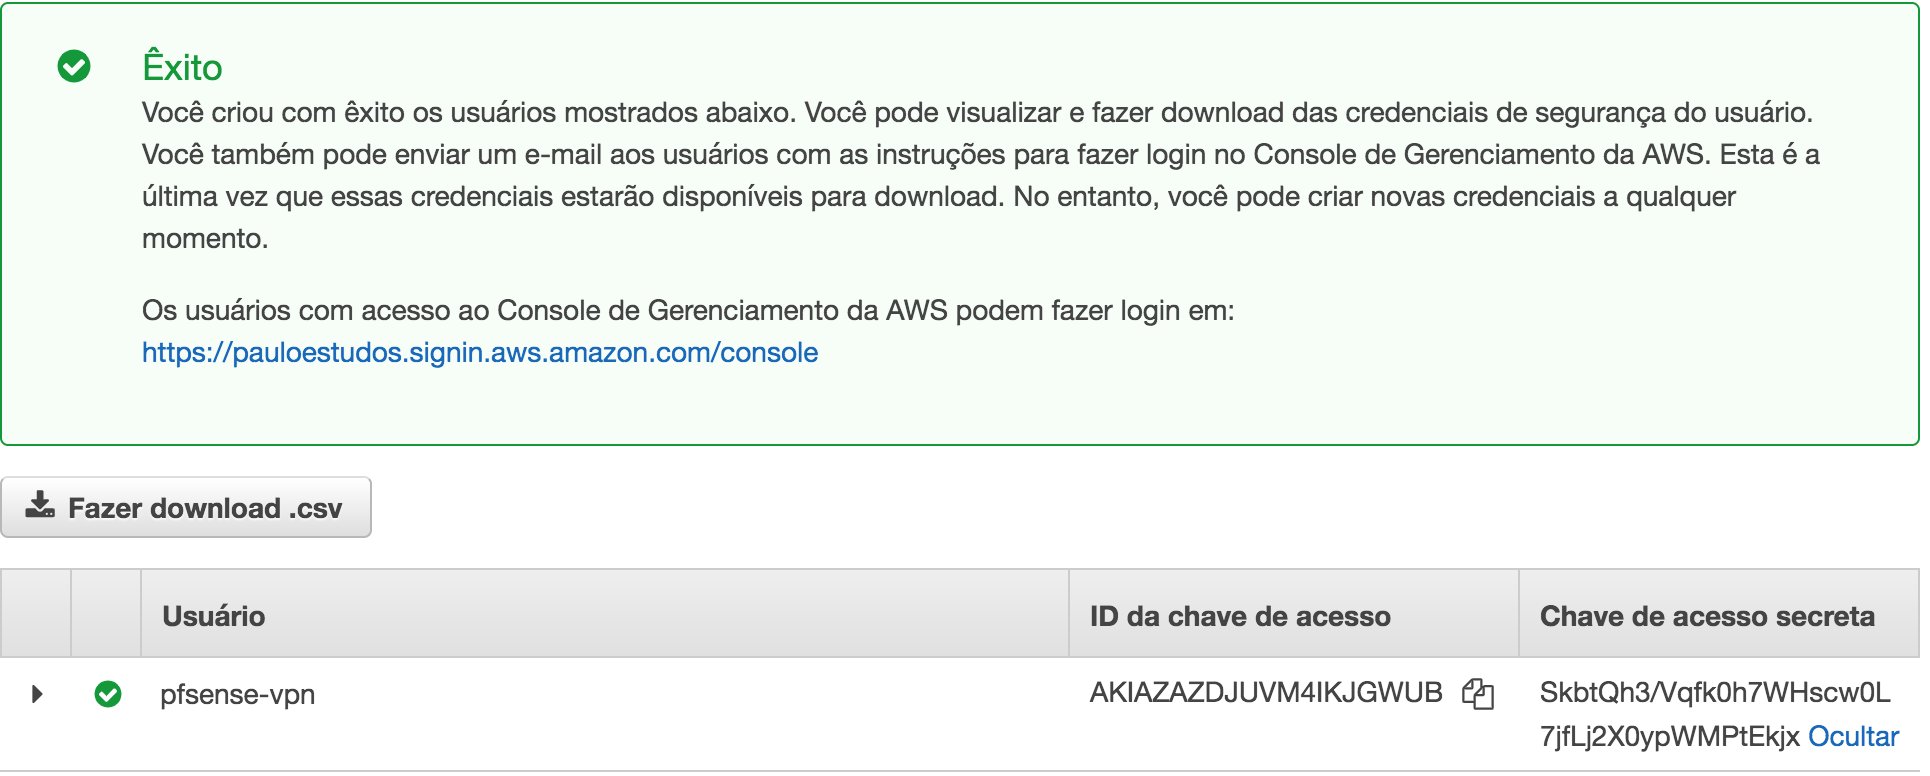 Êxito
Você criou com êxito os usuários mostrados abaixo. Você pode visualizar e fazer download das credenciais de segurança do usuário.
Você também pode enviar um e-mail aos usuários com as instruções para fazer login no Console de Gerenciamento da AWS. Esta é a
última vez que essas credenciais estarão disponíveis para download. No entanto, você pode criar novas credenciais a qualquer
momento.
Os usuários com acesso ao Console de Gerenciamento da AWS podem fazer login em:
https://pauloestudos.signin.aws.amazon.com/console
Fazer download .csv
Usuário ID da chave de acesso Chave de acesso secreta
pfsense-vpn AKIAZAZDJUVM4IKJGWUB SkbtQh3/Vqfk0h7WHscw0L
7jfLj2X0ypWMPtEkjx Ocultar